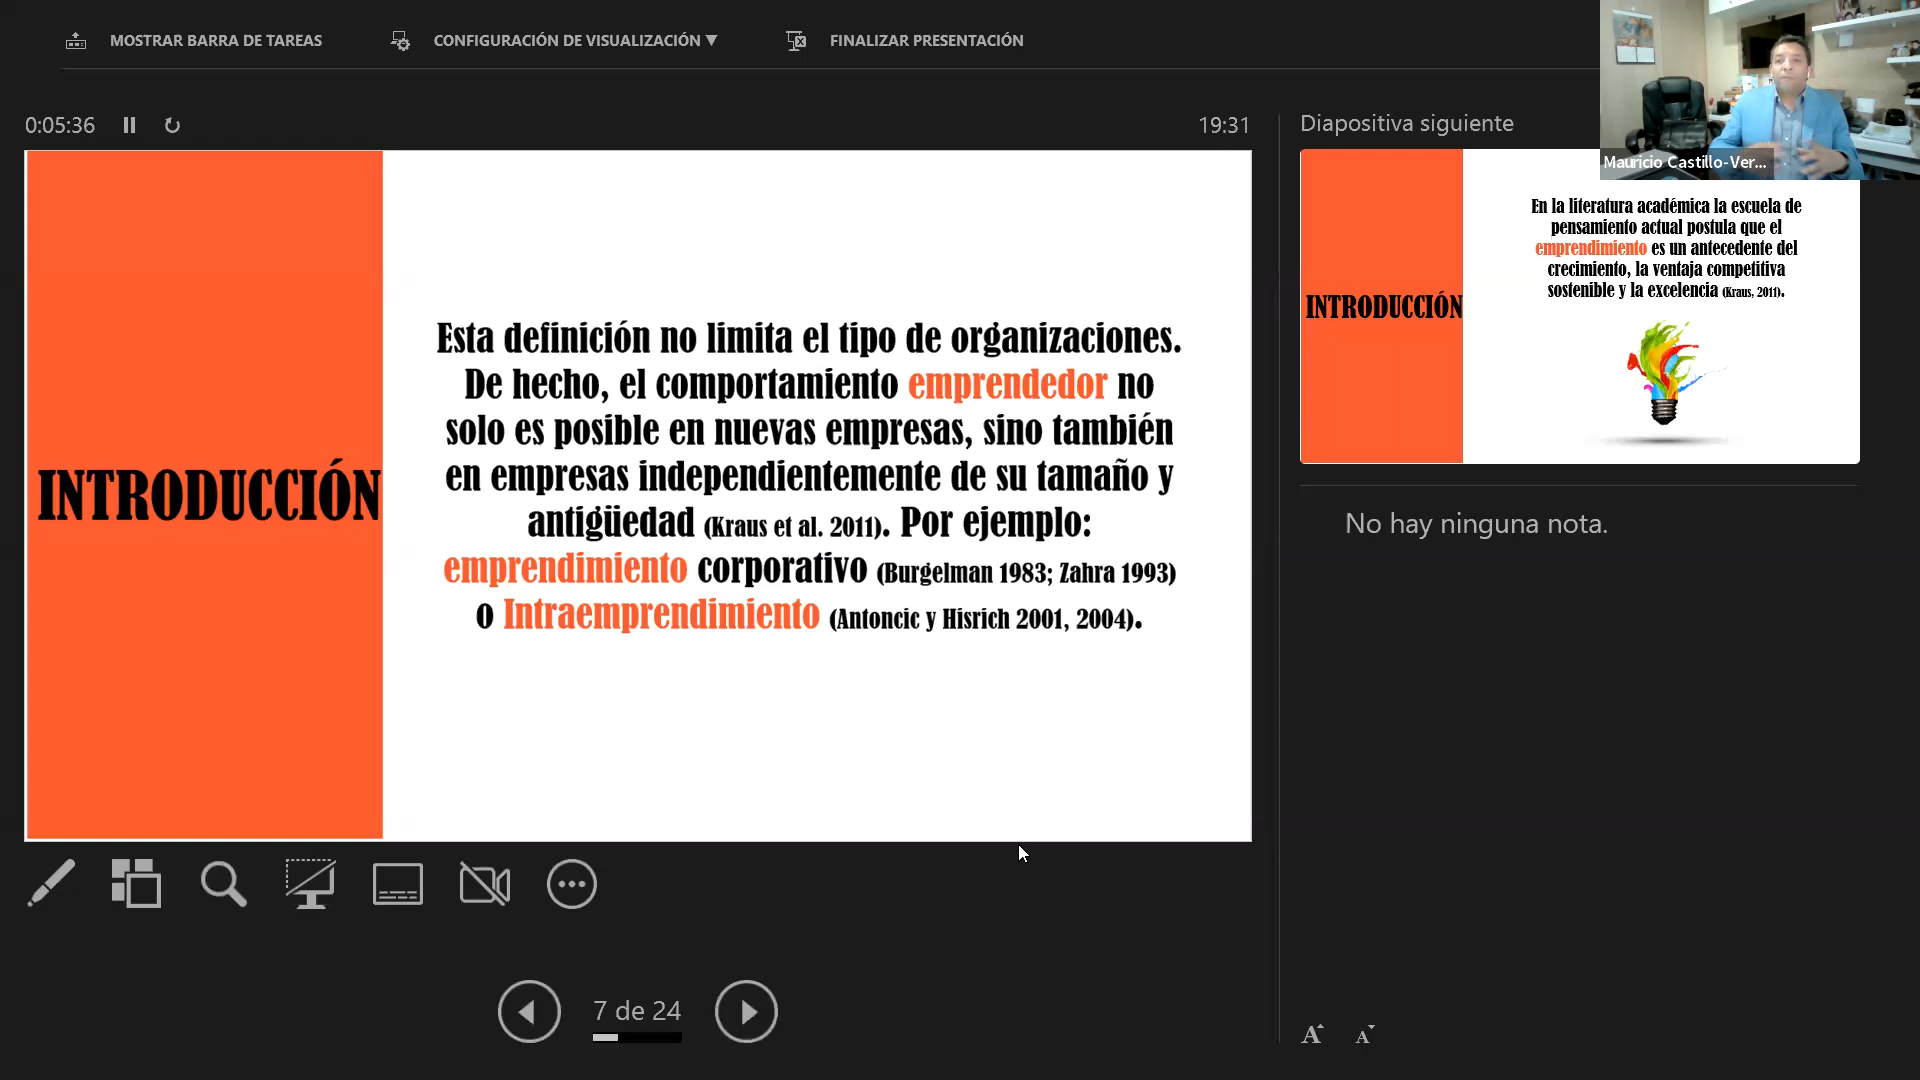 MOSTRAR BARRA DE TAREAS
CONFIGURACIÓN DE VISUALIZACIÓN ▼
FINALIZAR PRESENTACIÓN
0:05:36
19:31
INTRODUCCIÓN
Esta definición no limita el tipo de organizaciones.
De hecho, el comportamiento emprendedor no
solo es posible en nuevas empresas, sino también
en empresas independientemente de su tamaño y
antigüedad (Kraus et al. 2011). Por ejemplo:
emprendimiento corporativo (Burgelman 1983; Zahra 1993)
o Intraemprendimiento (Antoncic y Hisrich 2001, 2004).
7 de 24
Diapositiva siguiente
Mauricio Castillo-Ver...
INTRODUCCIÓN
En la literatura académica la escuela de
pensamiento actual postula que el
emprendimiento es un antecedente del
crecimiento, la ventaja competitiva
sostenible y la excelencia (Kraus, 2011).
No hay ninguna nota.
A A